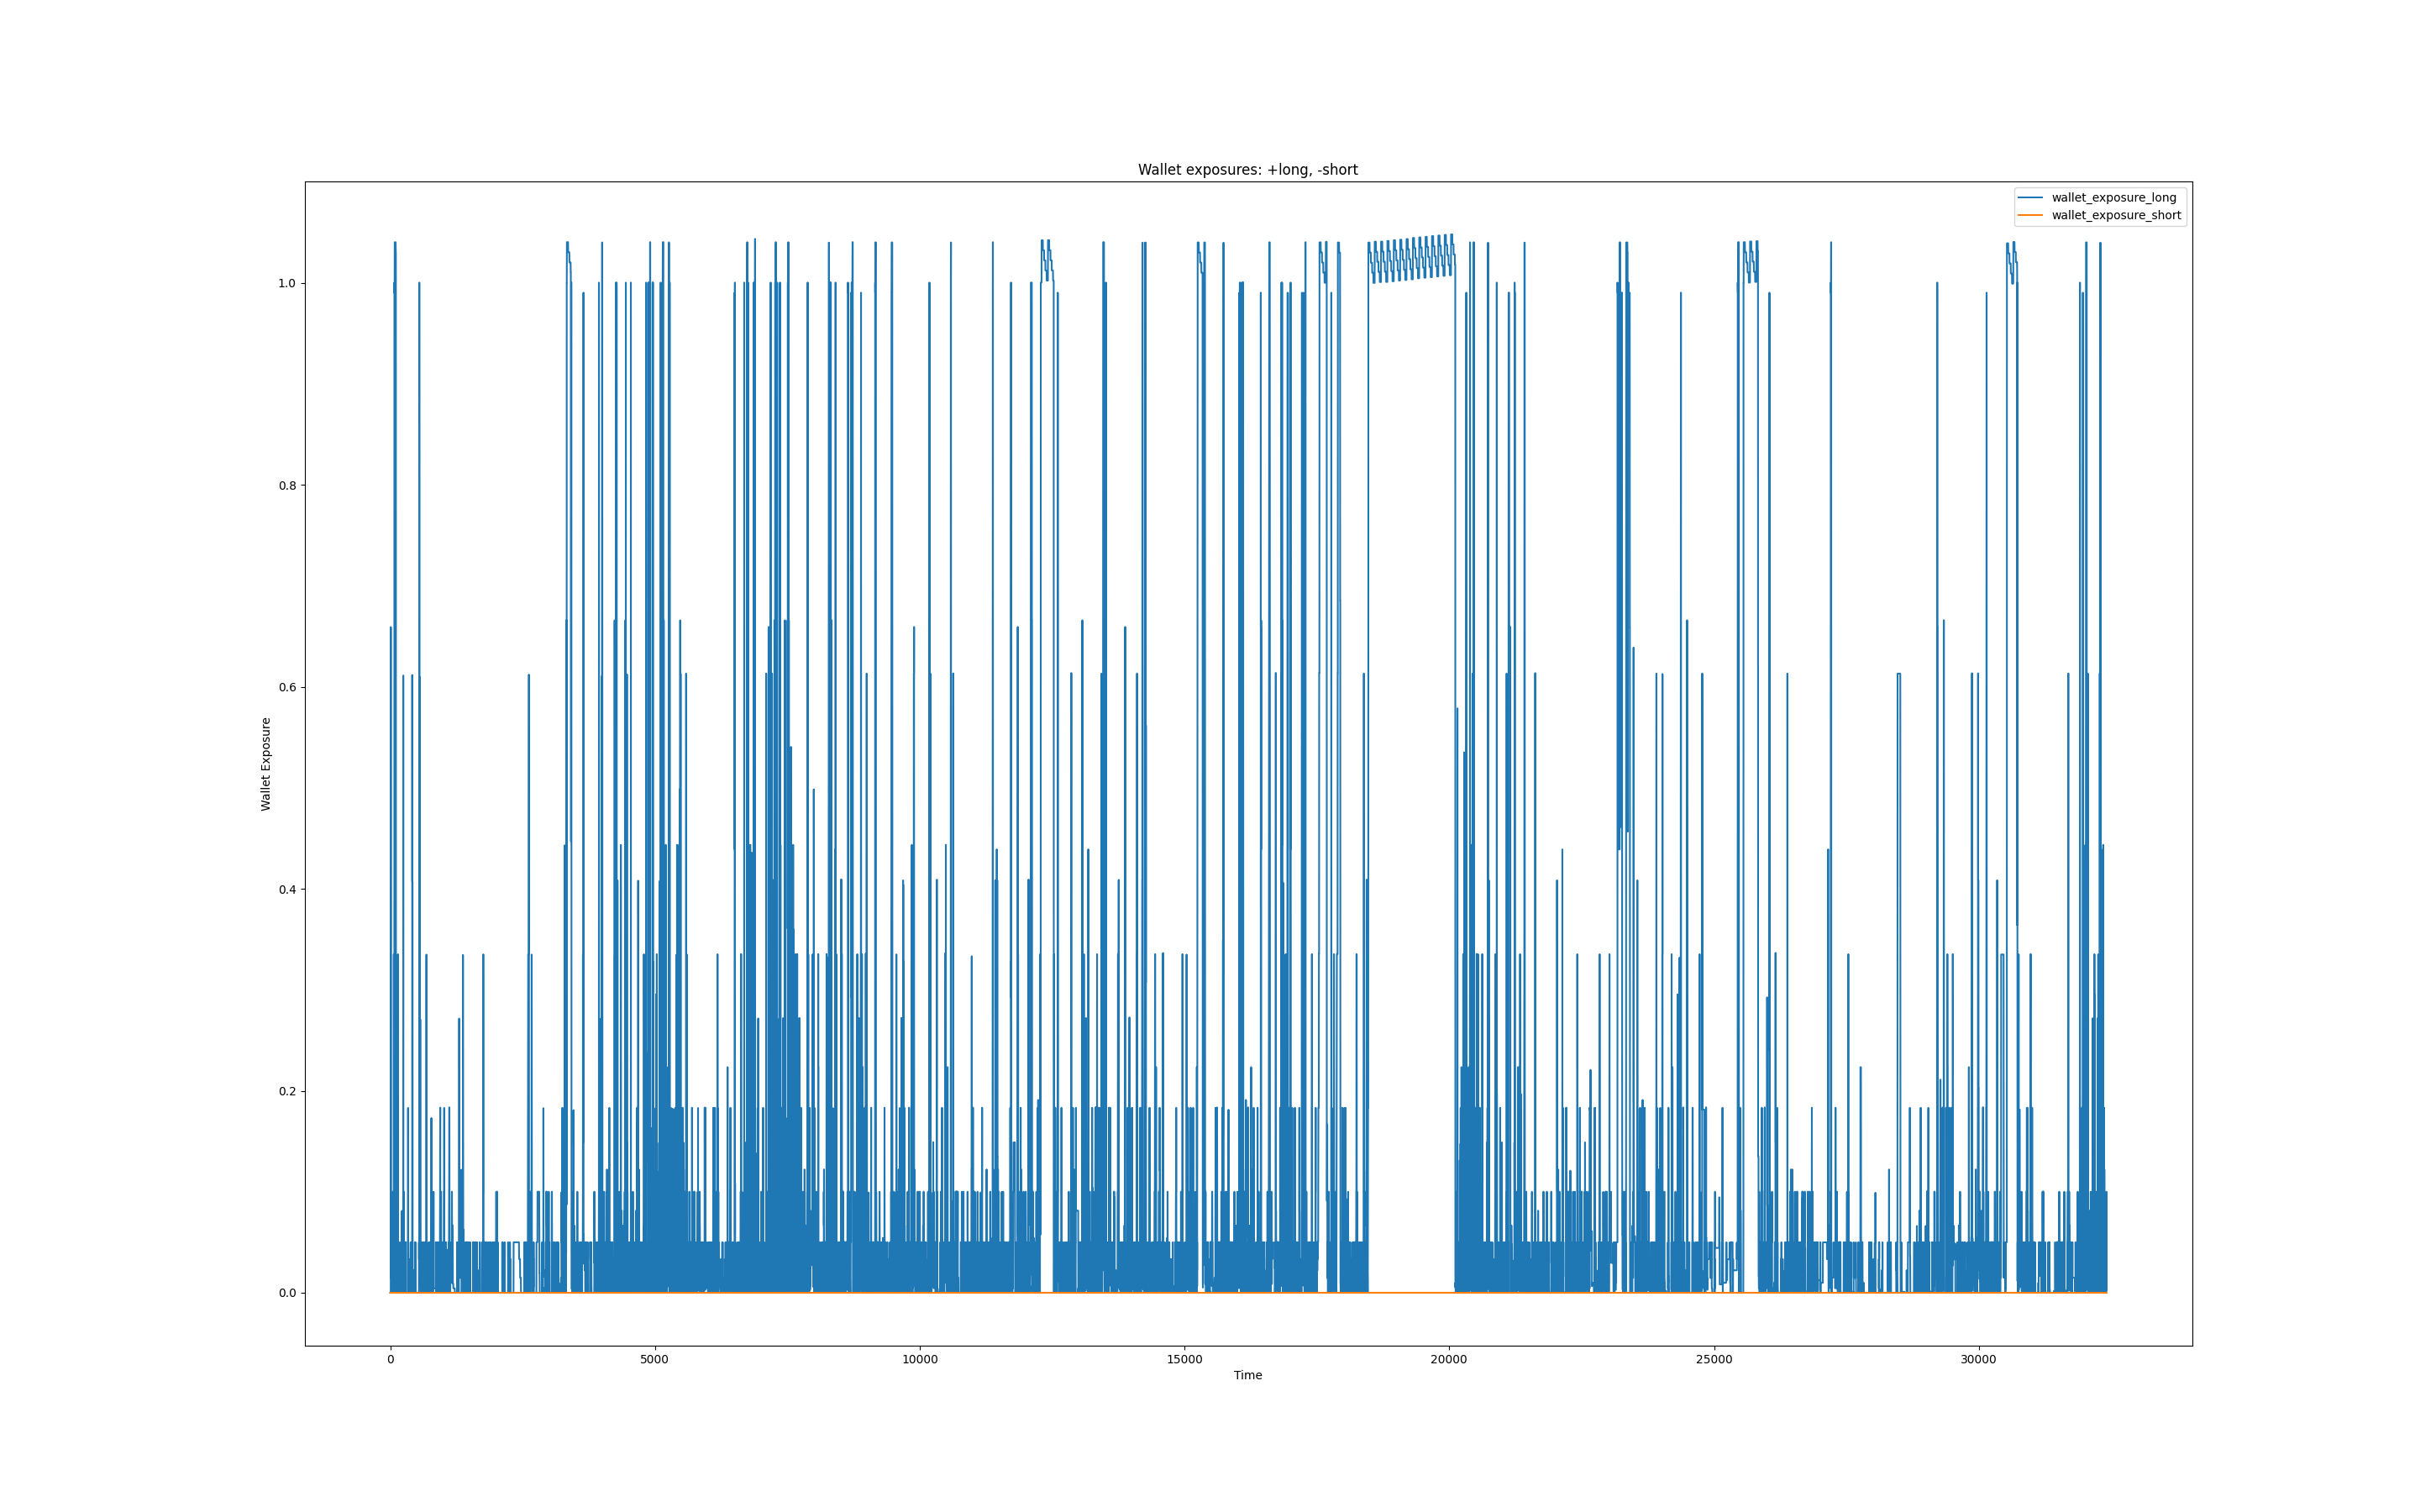 Wallet exposures: +long, -short
wallet_exposure_long
wallet_exposure_short
1.0
0.8
0.6
0.4
0.2
0.0
Wallet Exposure
0 5000 10000 15000 20000 25000 30000
Time